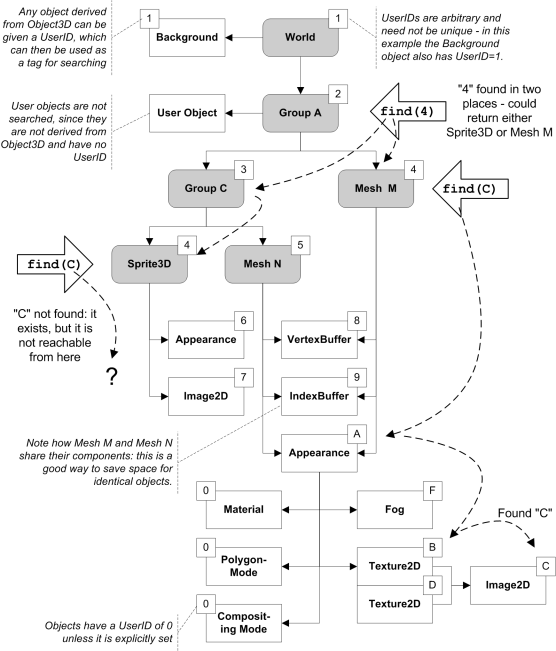 Any object derived
from Object3D can be
given a UserID, which
can then be used as
a tag for searching
1
Background
1
World
UserIDs are arbitrary and
need not be unique - in this
example the Background
object also has UserID=1.
User objects are not
searched, since they
are not derived from
Object3D and have no
UserID
User Object
2
Group A
find(4)
"4" found in two
places - could
return either
Sprite3D or Mesh M
3
Group C
4
Mesh M
find(C)
find(C)
4
Sprite3D
5
Mesh N
"C" not found: it
exists, but it is
not reachable
from here
?
6
Appearance
8
VertexBuffer
7
Image2D
9
IndexBuffer
Note how Mesh M and Mesh N
share their components: this is a
good way to save space for
identical objects.
A
Appearance
0
Material
F
Fog
Found "C"
0
Polygon-
Mode
B
Texture2D
D
Texture2D
C
Image2D
Objects have a UserID of 0
unless it is explicitly set
0
Composit-
ing Mode